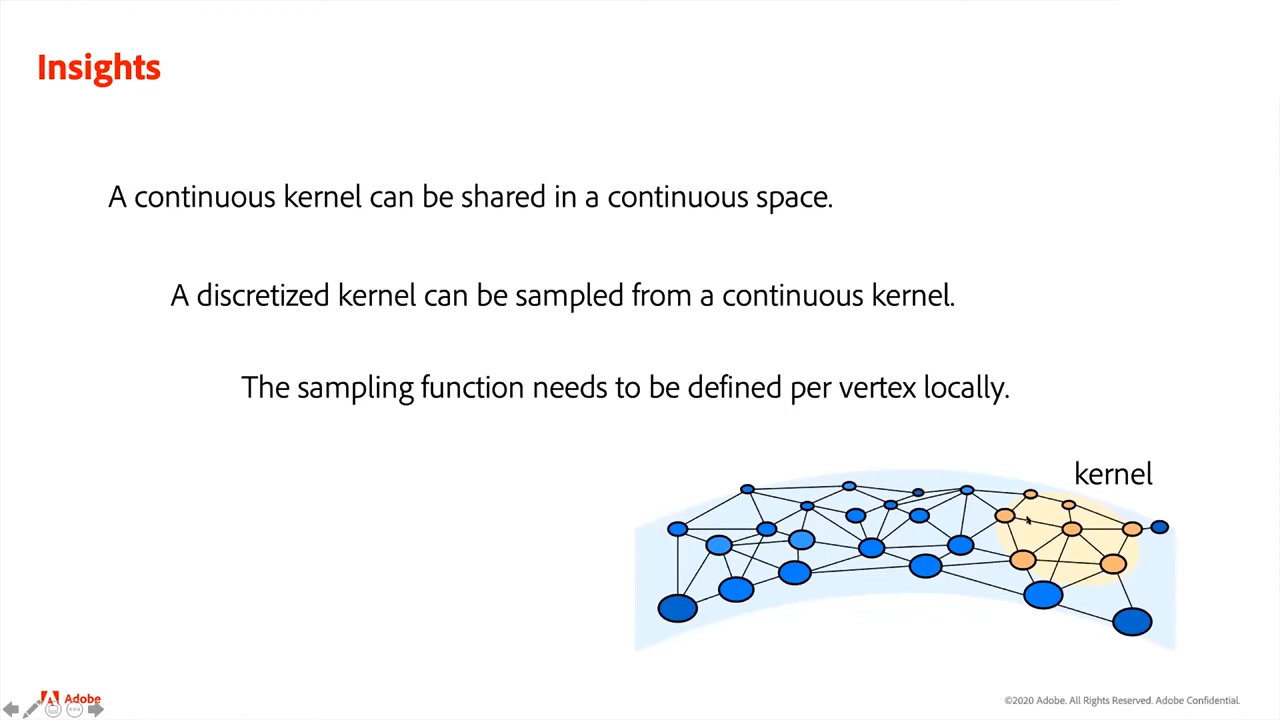 Insights
A continuous kernel can be shared in a continuous space.
A discretized kernel can be sampled from a continuous kernel.
The sampling function needs to be defined per vertex locally.
kernel
Adobe
©2020 Adobe. All Rights Reserved. Adobe Confidential.